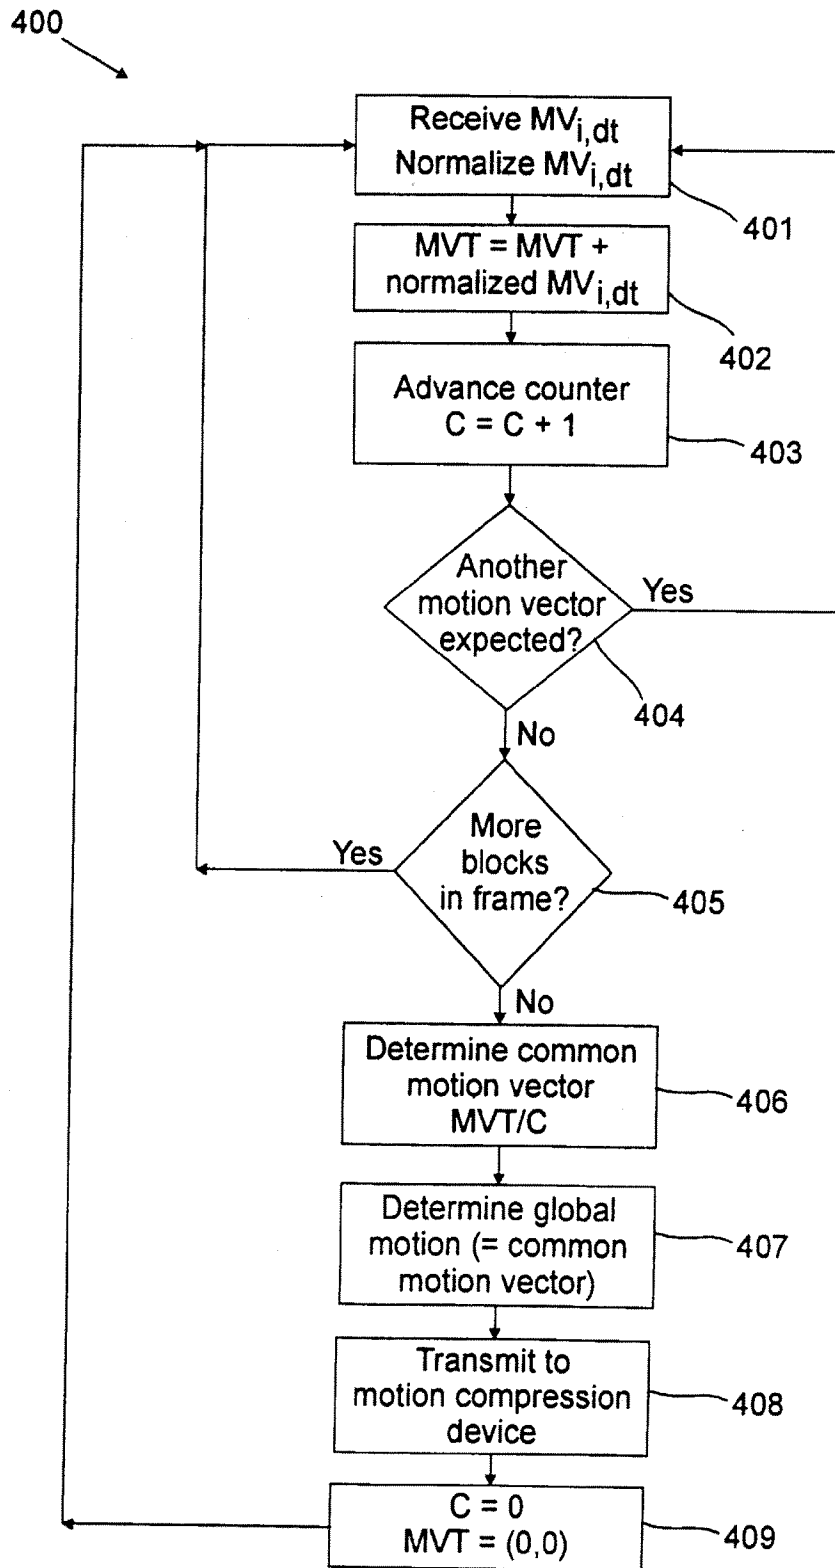 400
Receive MVi,dt
Normalize MVi,dt
401
MVT = MVT +
normalized MVi,dt
402
Advance counter
C = C + 1
403
Another
motion vector
expected?
Yes
404
No
More
blocks
in frame?
Yes
405
No
Determine common
motion vector
MVT/C
406
Determine global
motion (= common
motion vector)
407
Transmit to
motion compression
device
408
C = 0
MVT = (0,0)
409